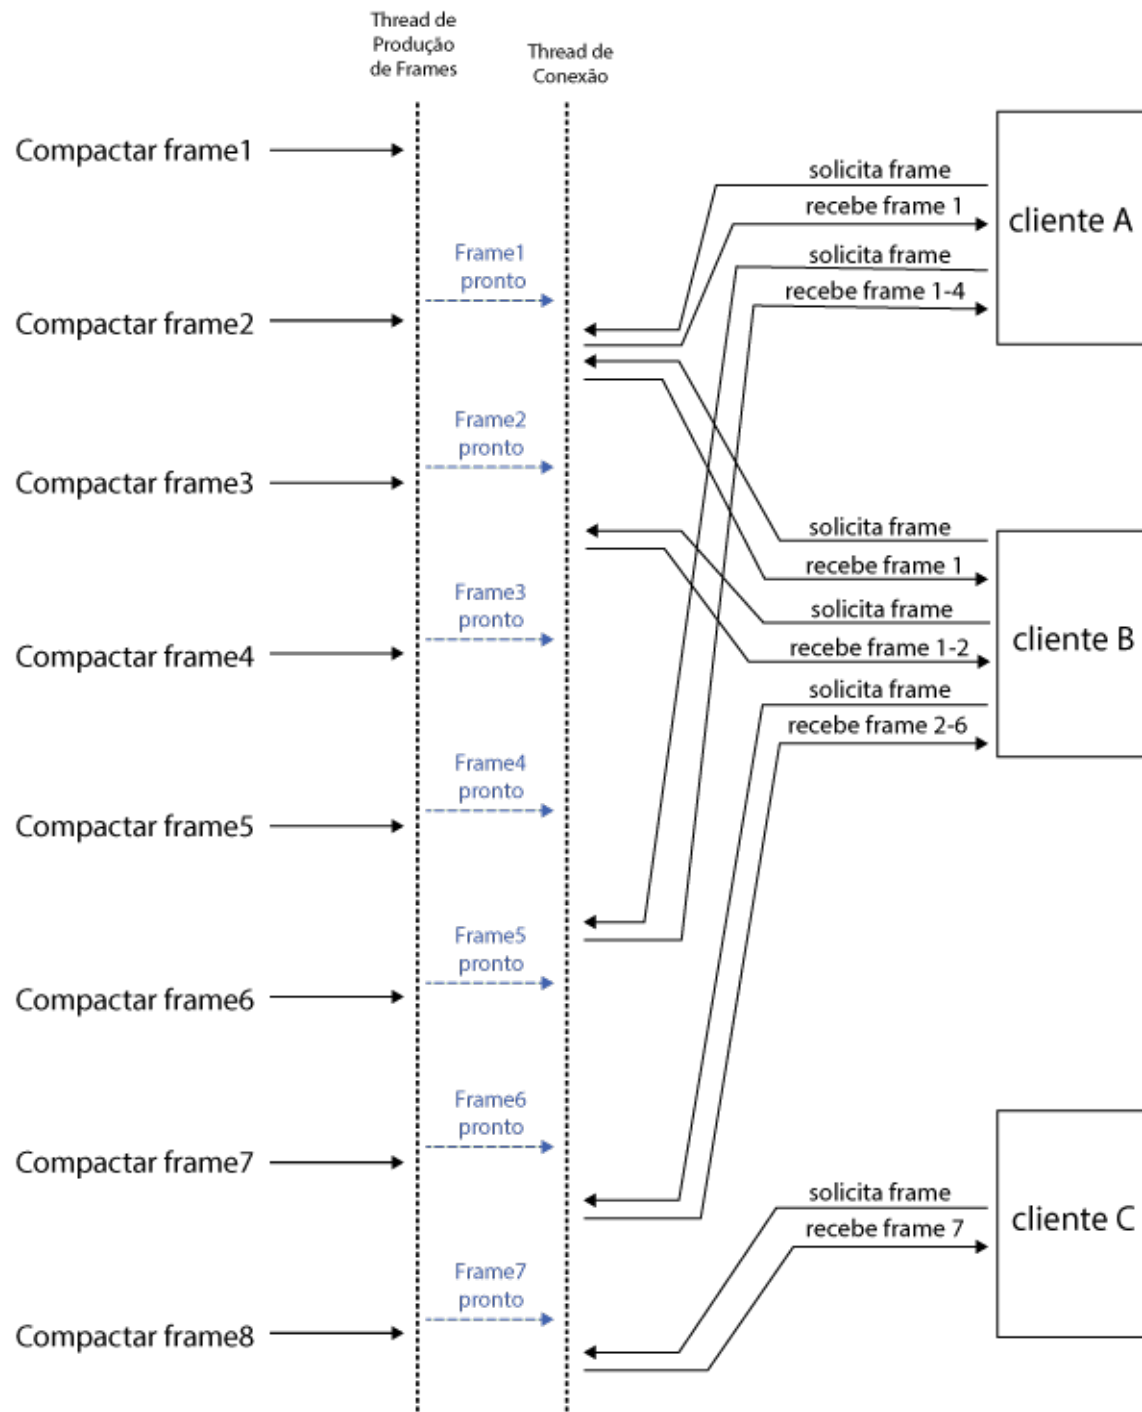 Thread de
Produção
de Frames
Thread de
Conexão
Compactar frame1
Compactar frame2
Compactar frame3
Compactar frame4
Compactar frame5
Compactar frame6
Compactar frame7
Compactar frame8
Frame1
pronto
Frame2
pronto
Frame3
pronto
Frame4
pronto
Frame5
pronto
Frame6
pronto
Frame7
pronto
solicita frame
recebe frame 1
solicita frame
recebe frame 1-4
cliente A
solicita frame
recebe frame 1
solicita frame
recebe frame 1-2
solicita frame
recebe frame 2-6
cliente B
solicita frame
recebe frame 7
cliente C